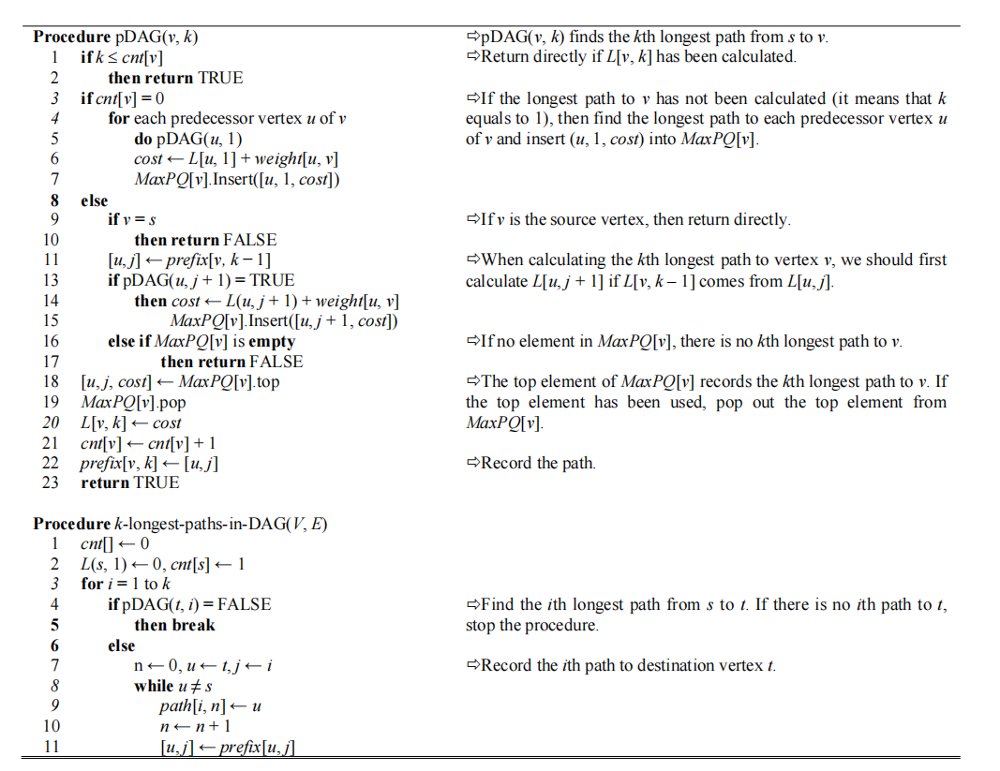 Procedure pDAG(v, k) ⇨pDAG(v, k) finds the kth longest path from s to v.
1 if k ≤ cnt[v] ⇨Return directly if L[v, k] has been calculated.
2 then return TRUE
3 if cnt[v] = 0 ⇨If the longest path to v has not been calculated (it means that k
4 for each predecessor vertex u of v equals to 1), then find the longest path to each predecessor vertex u
5 do pDAG(u, 1) of v and insert (u, 1, cost) into MaxPQ[v].
6 cost ← L[u, 1] + weight[u, v]
7 MaxPQ[v].Insert([u, 1, cost])
8 else
9 if v = s ⇨If v is the source vertex, then return directly.
10 then return FALSE
11 [u, j] ← prefix[v, k − 1] ⇨When calculating the kth longest path to vertex v, we should first
13 if pDAG(u, j + 1) = TRUE calculate L[u, j + 1] if L[v, k – 1] comes from L[u, j].
14 then cost ← L(u, j + 1) + weight[u, v]
15 MaxPQ[v].Insert([u, j + 1, cost])
16 else if MaxPQ[v] is empty ⇨If no element in MaxPQ[v], there is no kth longest path to v.
17 then return FALSE
18 [u, j, cost] ← MaxPQ[v].top ⇨The top element of MaxPQ[v] records the kth longest path to v. If
19 MaxPQ[v].pop the top element has been used, pop out the top element from
20 L[v, k] ← cost MaxPQ[v].
21 cnt[v] ← cnt[v] + 1
22 prefix[v, k] ← [u, j] ⇨Record the path.
23 return TRUE
Procedure k-longest-paths-in-DAG(V, E)
1 cnt[] ← 0
2 L(s, 1) ← 0, cnt[s] ← 1
3 for i = 1 to k
4 if pDAG(t, i) = FALSE ⇨Find the ith longest path from s to t. If there is no ith path to t,
5 then break stop the procedure.
6 else
7 n ← 0, u ← t, j ← i ⇨Record the ith path to destination vertex t.
8 while u ≠ s
9 path[i, n] ← u
10 n ← n + 1
11 [u, j] ← prefix[u, j]